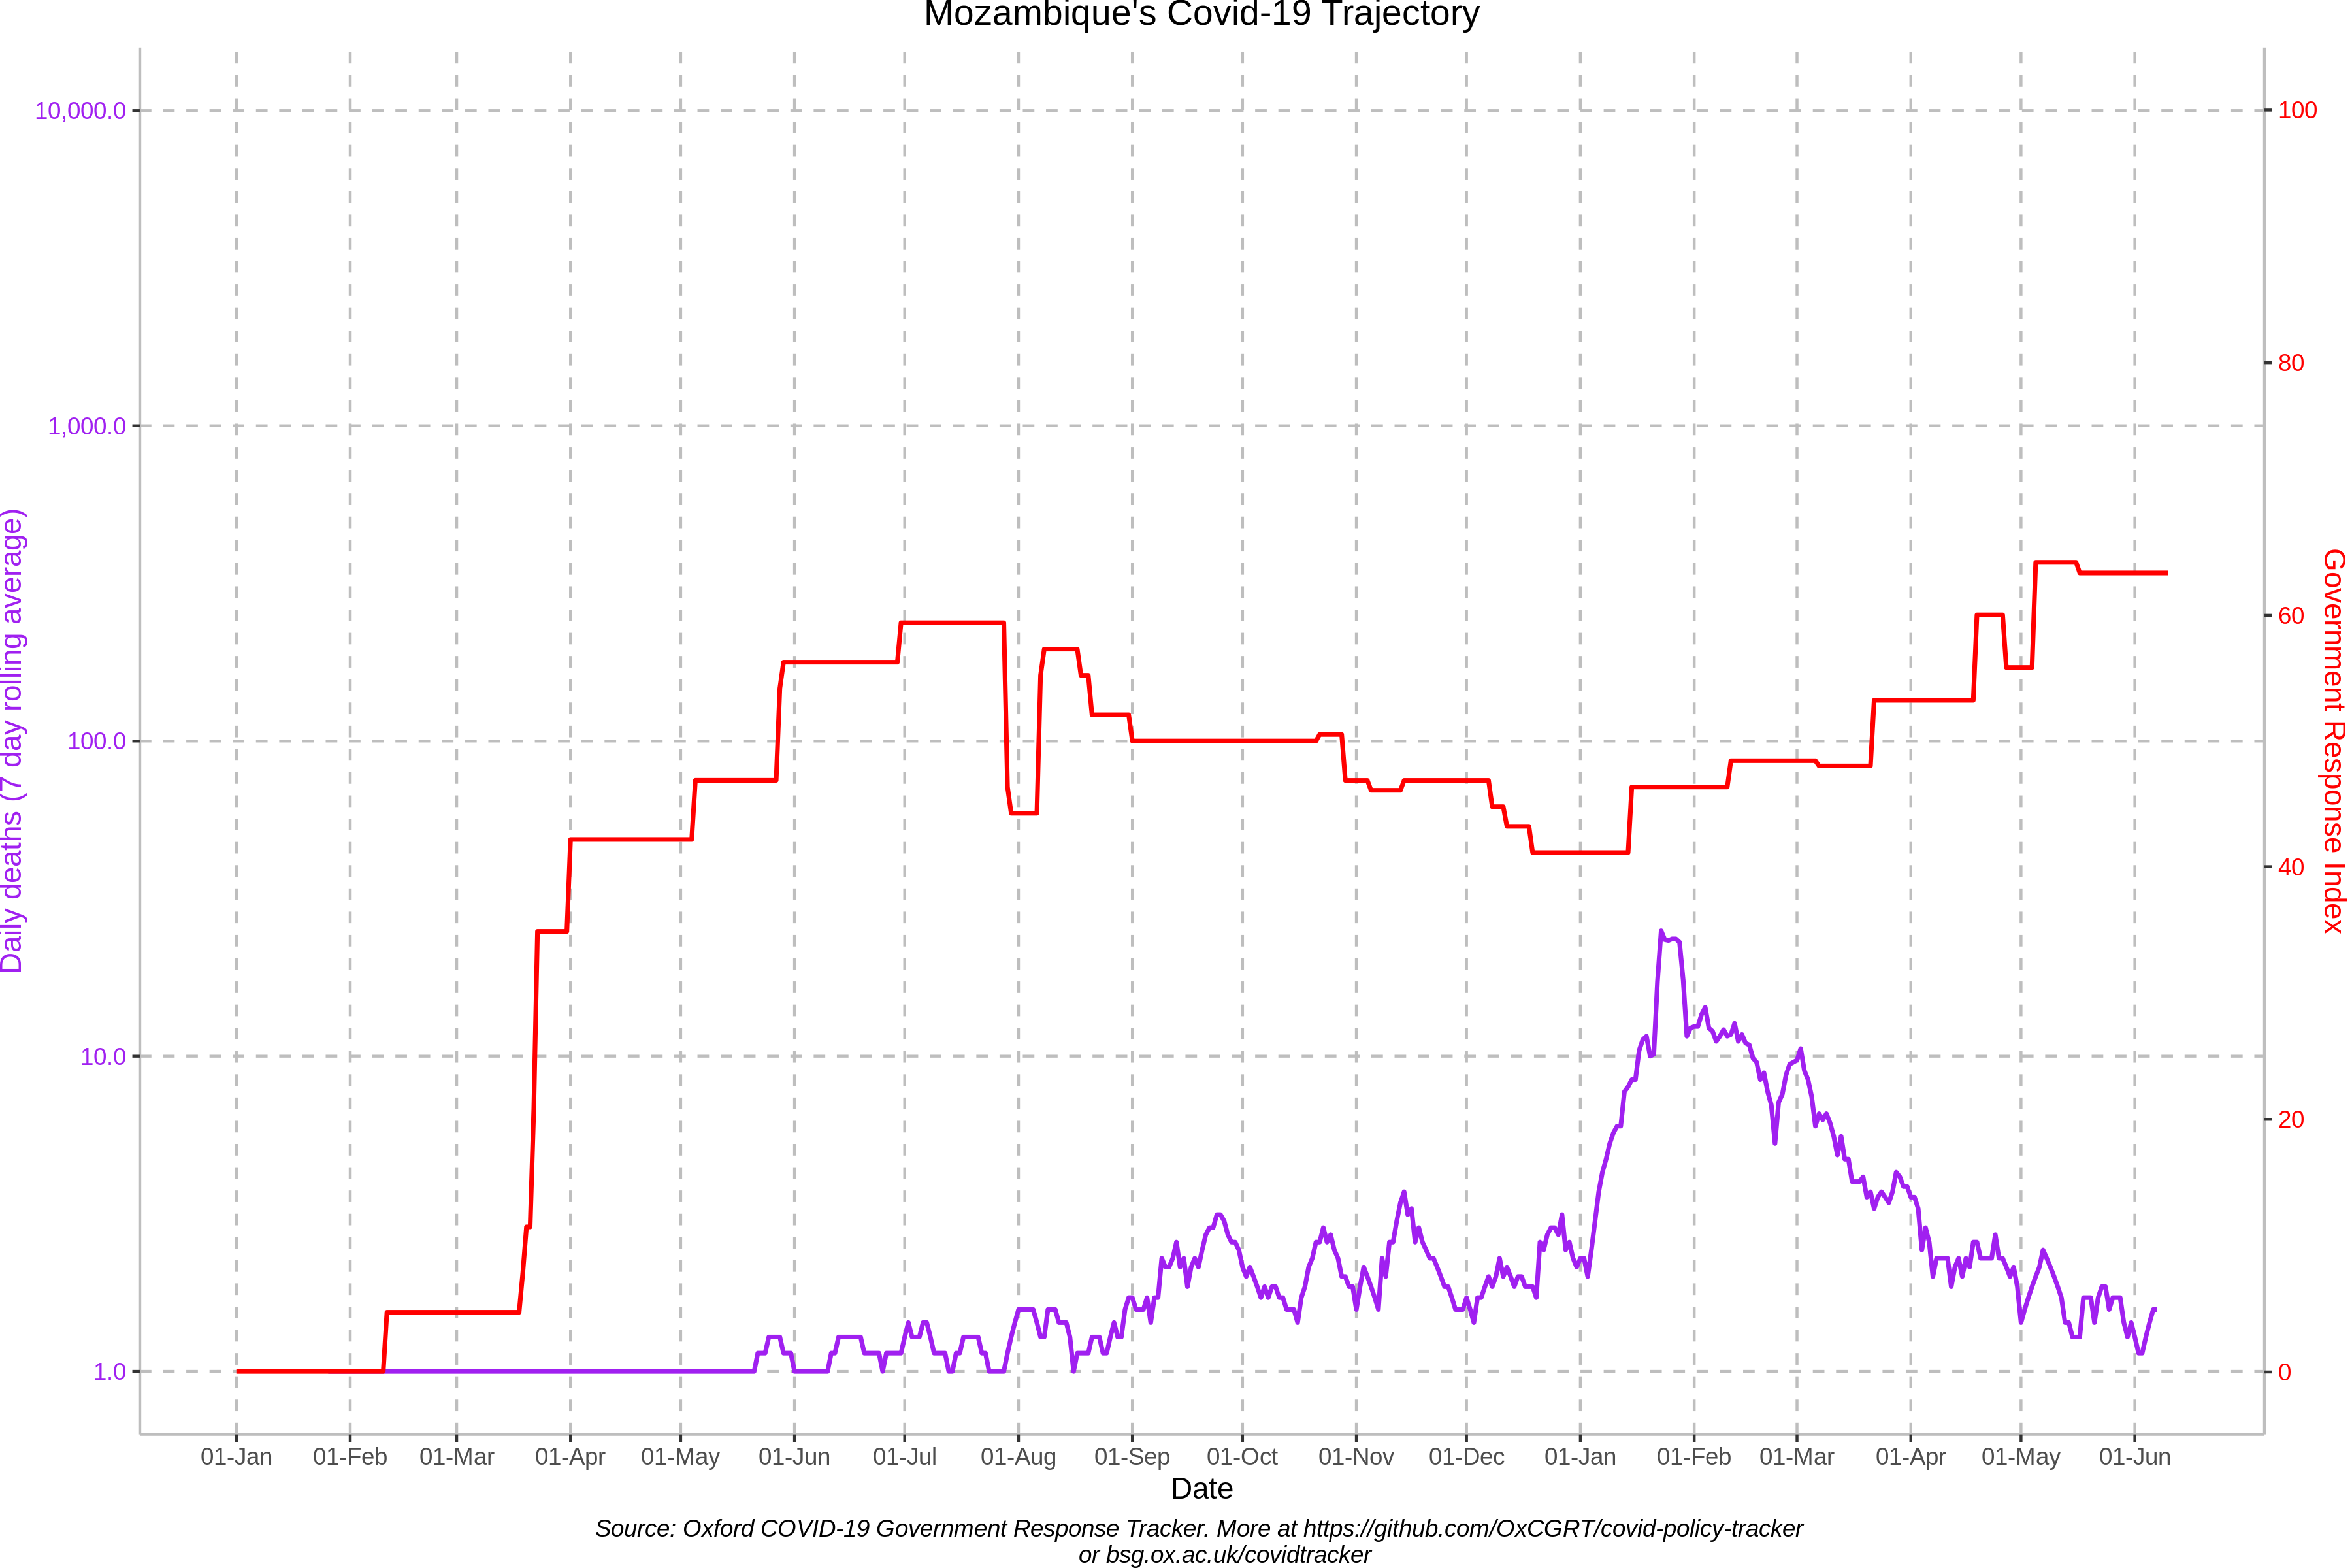 Mozambique's Covid-19 Trajectory
10,000.0
1,000.0
100.0
10.0
1.0
Daily deaths (7 day rolling average)
100
80
60
40
20
0
Government Response Index
01-Jan 01-Feb 01-Mar 01-Apr 01-May 01-Jun 01-Jul 01-Aug 01-Sep 01-Oct 01-Nov 01-Dec 01-Jan 01-Feb 01-Mar 01-Apr 01-May 01-Jun
Date
Source: Oxford COVID-19 Government Response Tracker. More at https://github.com/OxCGRT/covid-policy-tracker
or bsg.ox.ac.uk/covidtracker